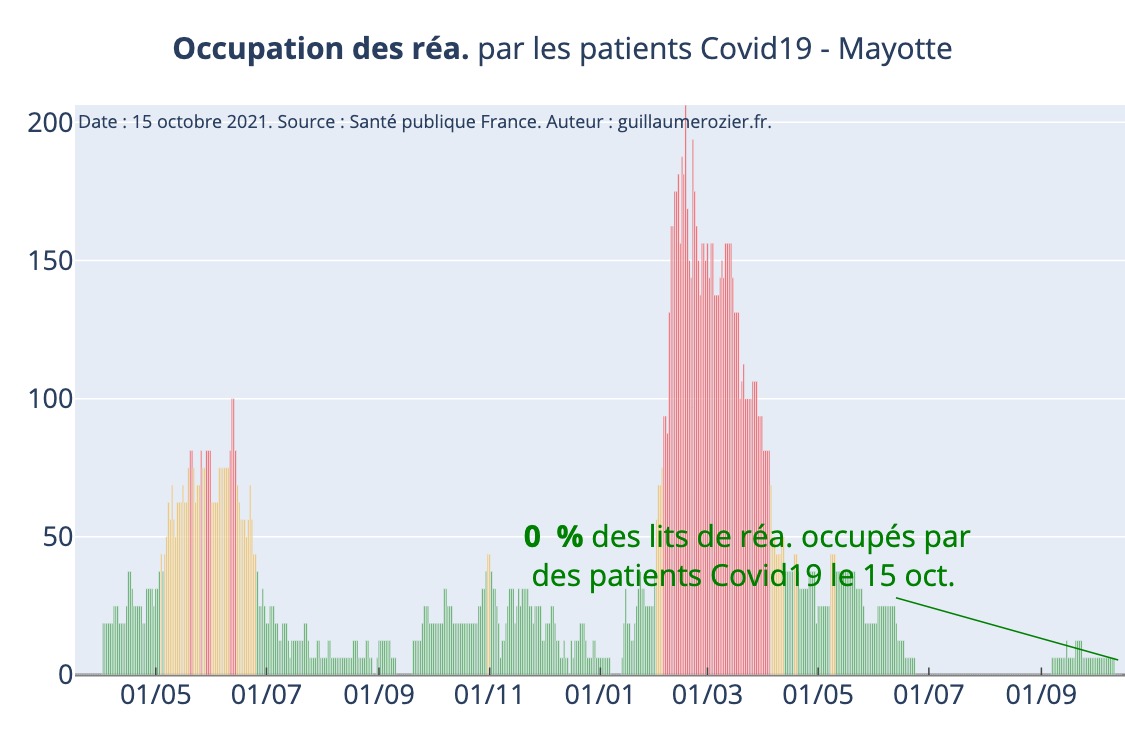 Occupation des réa. par les patients Covid19 - Mayotte
200
Date : 15 octobre 2021. Source : Santé publique France. Auteur : guillaumerozier.fr.
150
100
50
0 % des lits de réa. occupés par
des patients Covid19 le 15 oct.
0
01/05 01/07 01/09 01/11 01/01 01/03 01/05 01/07 01/09